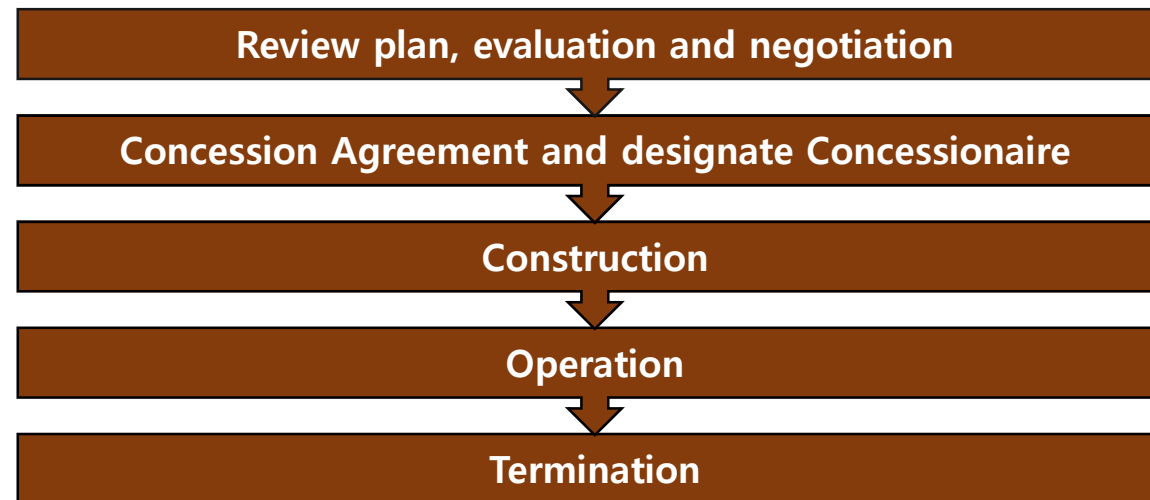 Review plan, evaluation and negotiation
Concession Agreement and designate Concessionaire
Construction
Operation
Termination